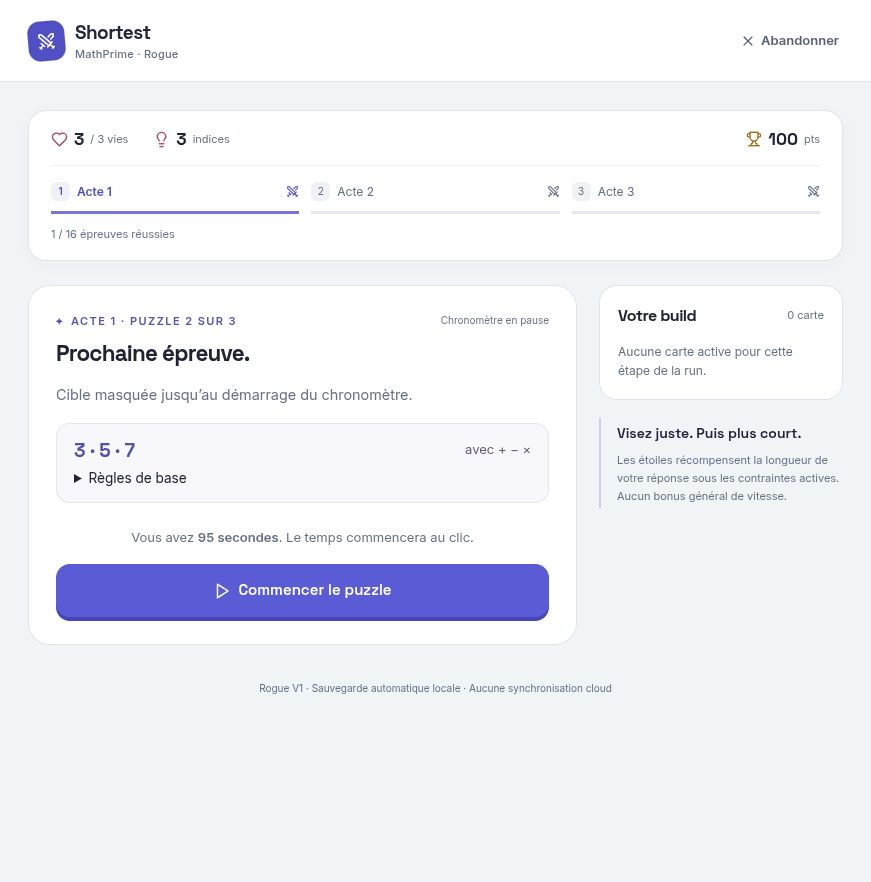 Shortest
MathPrime · Rogue
Abandonner
3 / 3 vies
3 indices
100 pts
1 Acte 1
2 Acte 2
3 Acte 3
1 / 16 épreuves réussies
✦ ACTE 1 · PUZZLE 2 SUR 3
Chronomètre en pause
Prochaine épreuve.
Cible masquée jusqu’au démarrage du chronomètre.
3 · 5 · 7
avec + − ×
▶ Règles de base
Vous avez 95 secondes. Le temps commencera au clic.
Commencer le puzzle
Votre build
0 carte
Aucune carte active pour cette
étape de la run.
Visez juste. Puis plus court.
Les étoiles récompensent la longueur de
votre réponse sous les contraintes actives.
Aucun bonus général de vitesse.
Rogue V1 · Sauvegarde automatique locale · Aucune synchronisation cloud